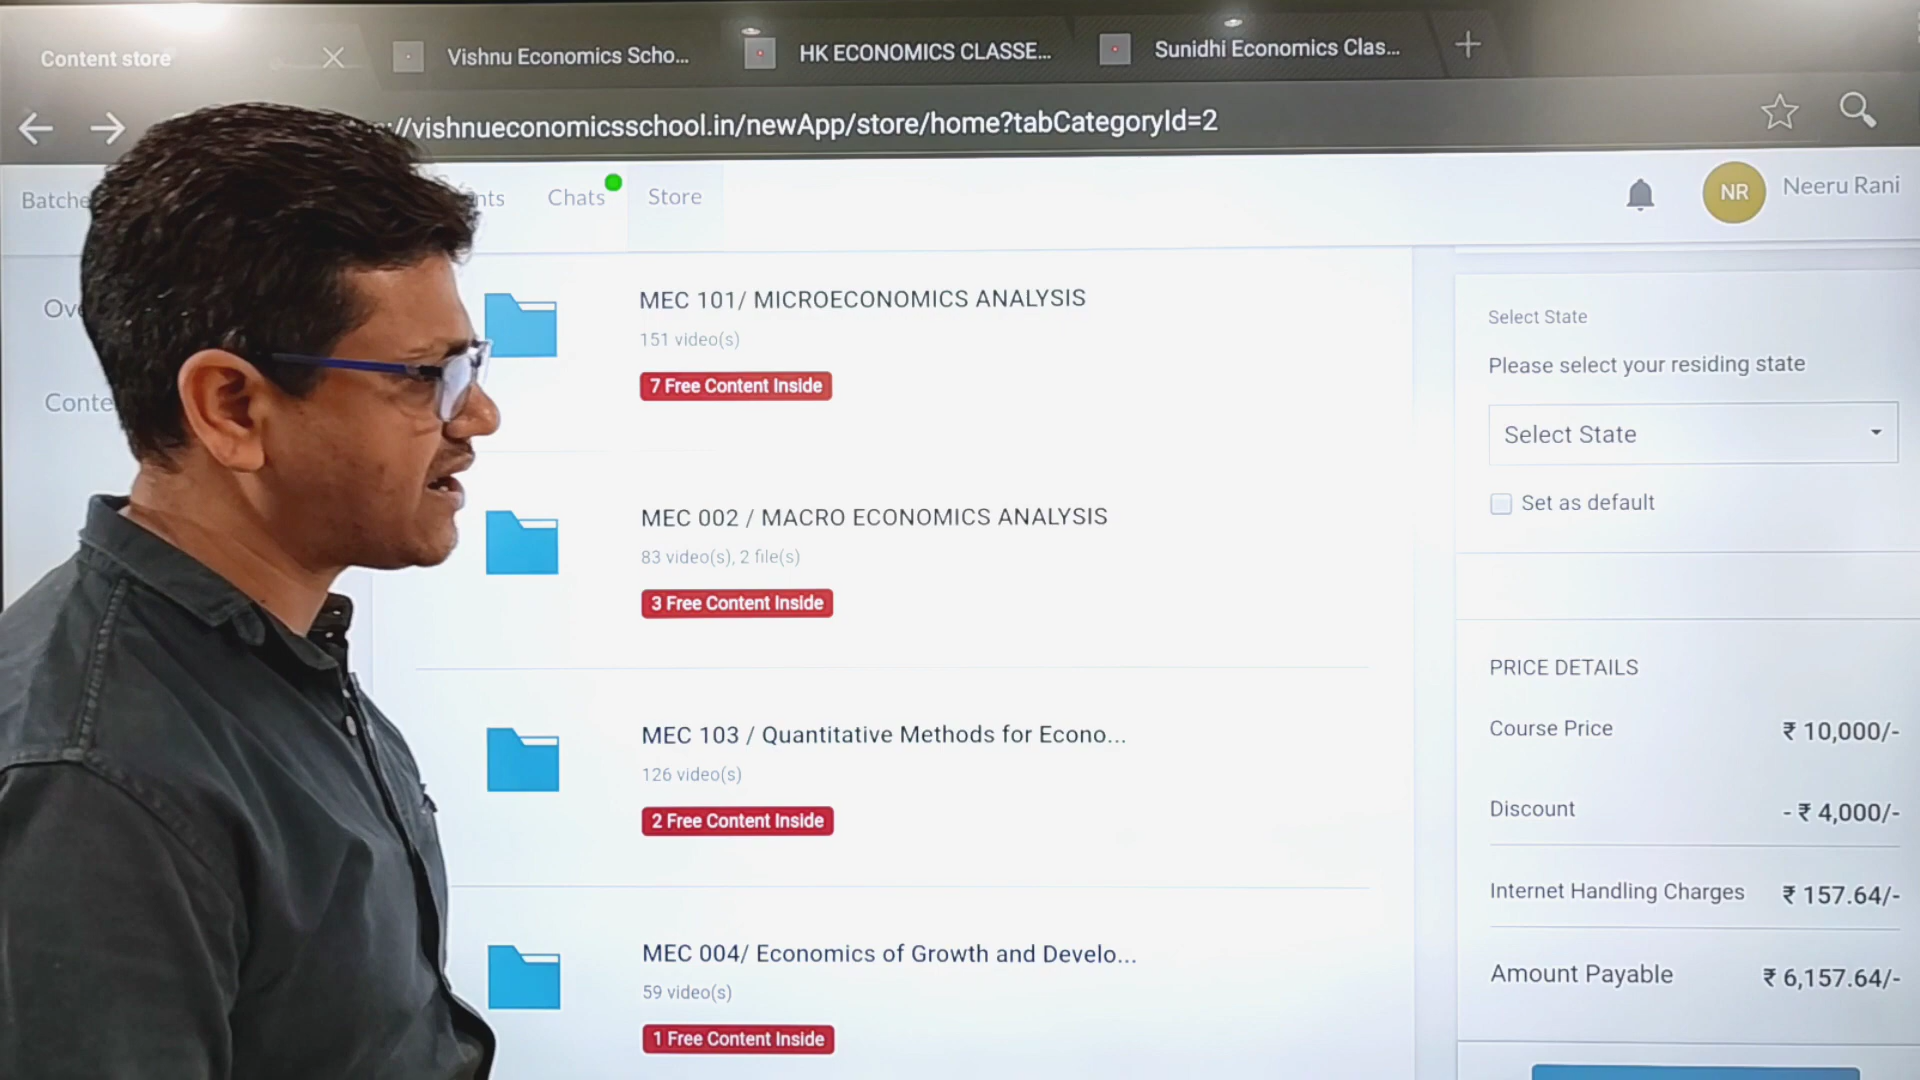 Content store
Vishnu Economics Scho...
HK ECONOMICS CLASSE...
Sunidhi Economics Clas...
://vishnueconomicsschool.in/newApp/store/home?tabCategoryId=2
Chats
Store
NR
Neeru Rani
MEC 101/ MICROECONOMICS ANALYSIS
151 video(s)
7 Free Content Inside
MEC 002 / MACRO ECONOMICS ANALYSIS
83 video(s), 2 file(s)
3 Free Content Inside
MEC 103 / Quantitative Methods for Econo...
126 video(s)
2 Free Content Inside
MEC 004/ Economics of Growth and Develo...
59 video(s)
1 Free Content Inside
Select State
Please select your residing state
Select State
Set as default
PRICE DETAILS
Course Price ₹ 10,000/-
Discount - ₹ 4,000/-
Internet Handling Charges ₹ 157.64/-
Amount Payable ₹ 6,157.64/-